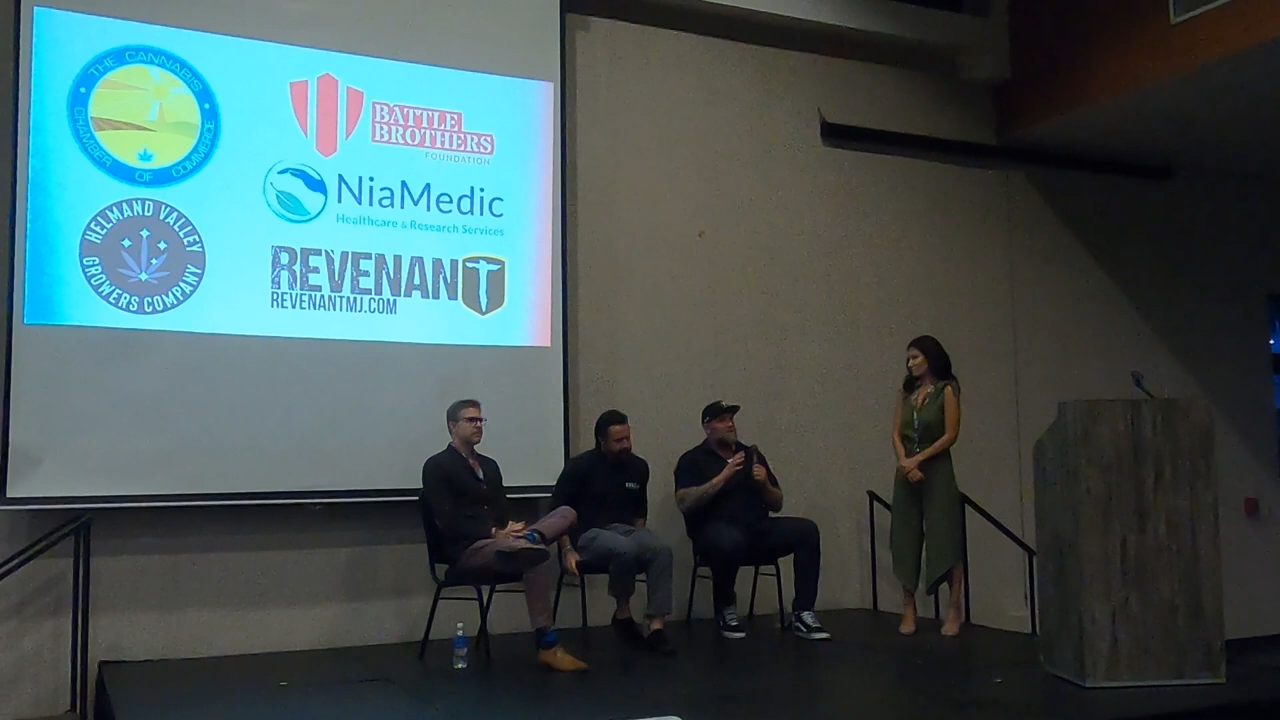 THE CANNABIS
CHAMBER OF COMMERCE
BATTLE
BROTHERS
FOUNDATION
NiaMedic
Healthcare & Research Services
HELMAND VALLEY
GROWERS COMPANY
REVENANT
REVENANTMJ.COM